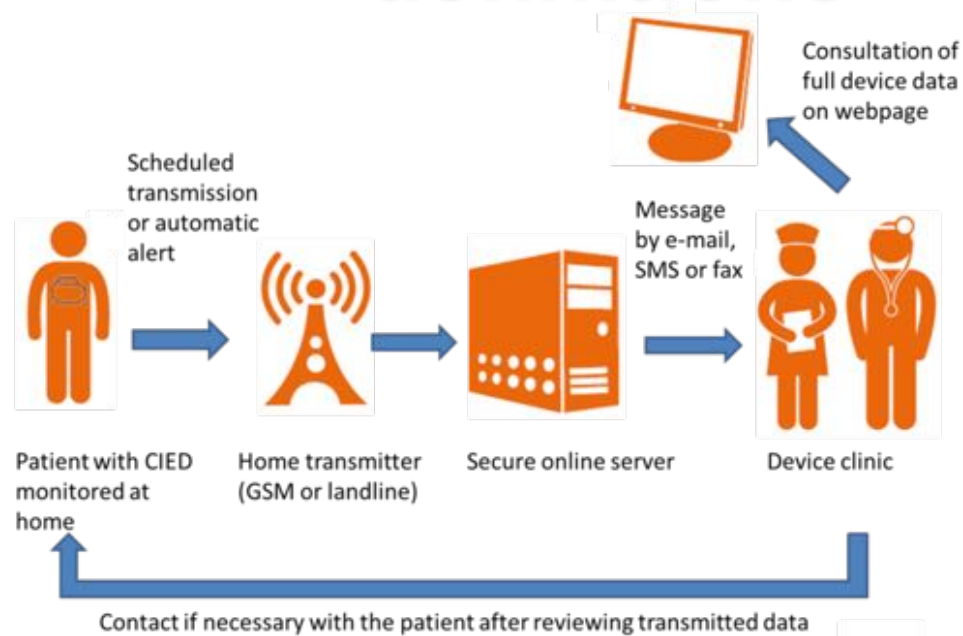 Consultation of
full device data
on webpage
Scheduled
transmission
or automatic
alert
Message
by e-mail,
SMS or fax
Patient with CIED
monitored at
home
Home transmitter
(GSM or landline)
Secure online server
Device clinic
Contact if necessary with the patient after reviewing transmitted data